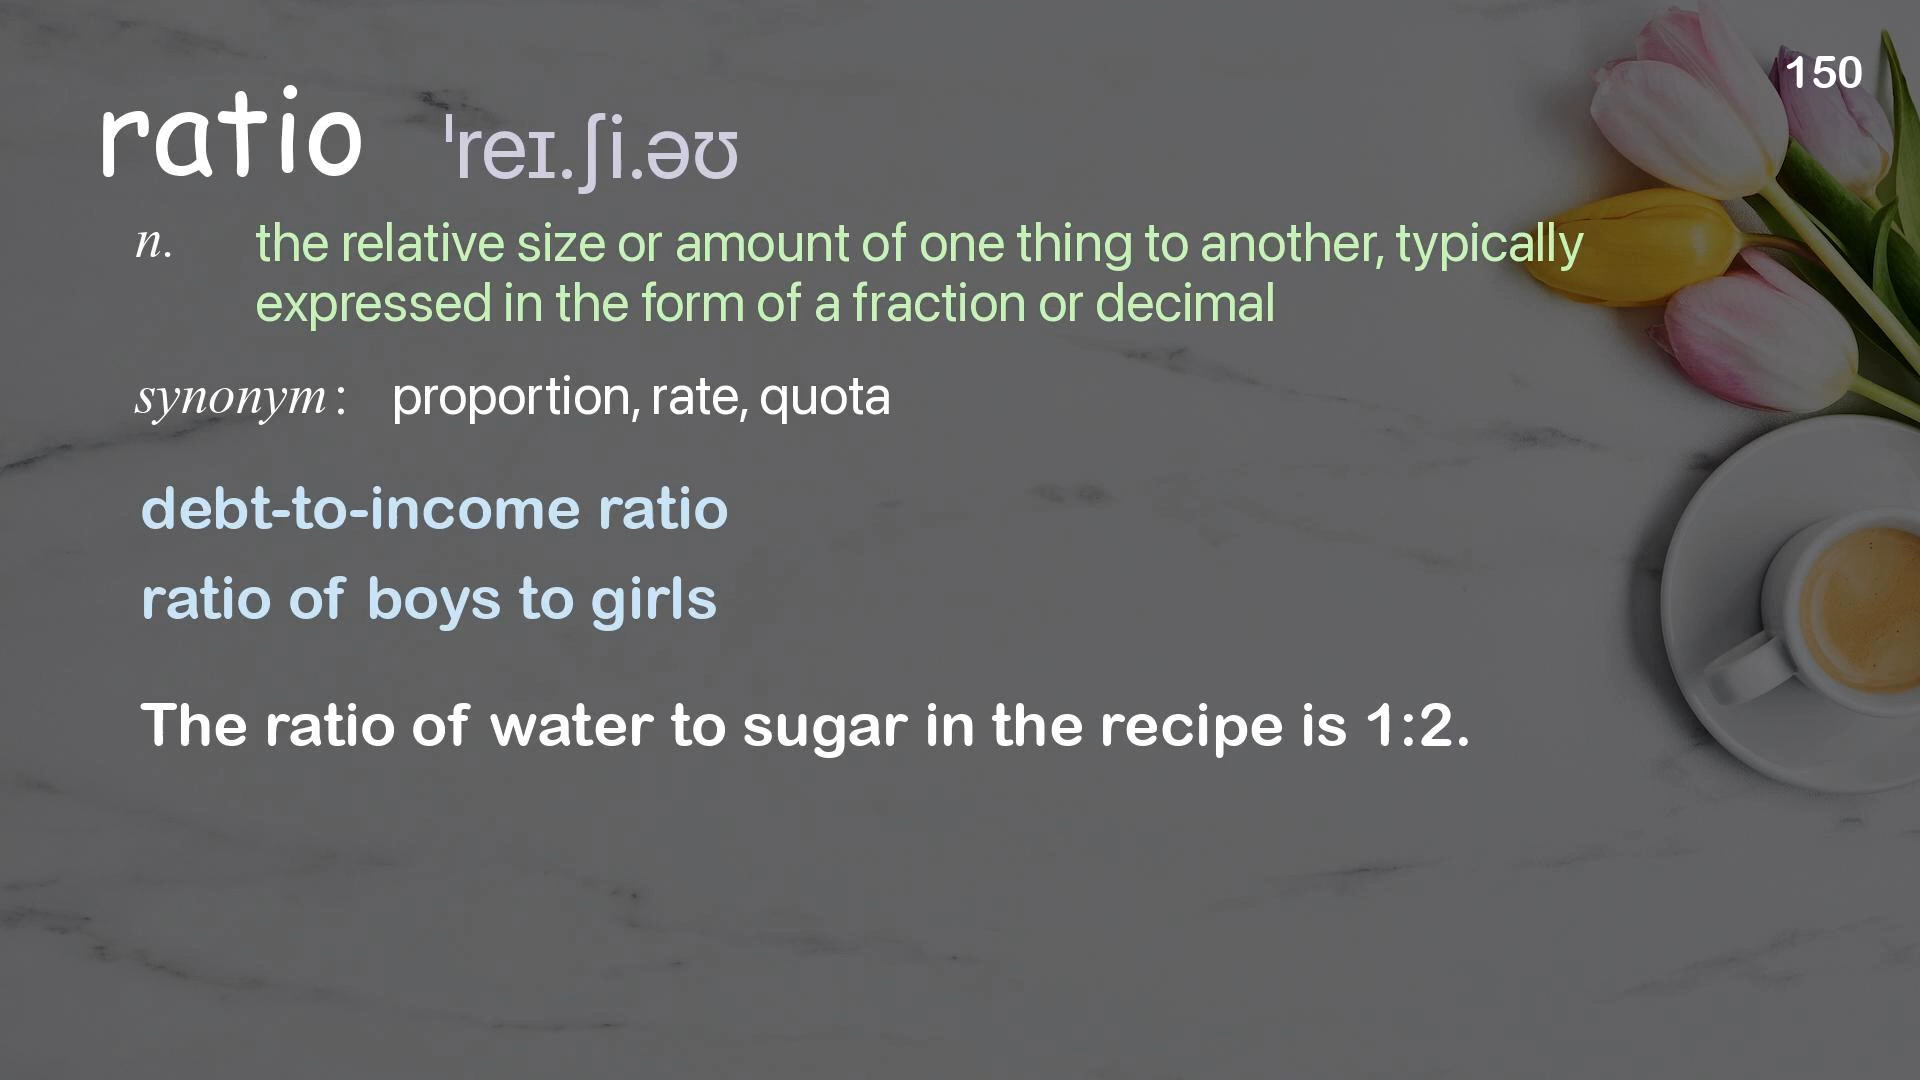 150
ratio ˈreɪ.ʃi.əʊ
n. the relative size or amount of one thing to another, typically
expressed in the form of a fraction or decimal
synonym: proportion, rate, quota
debt-to-income ratio
ratio of boys to girls
The ratio of water to sugar in the recipe is 1:2.